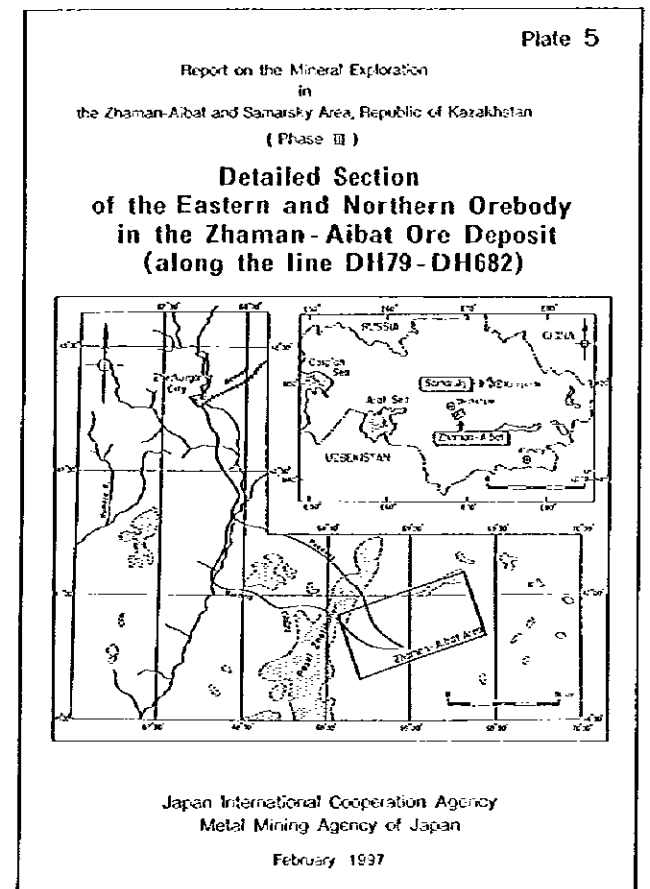 Plate 5
Report on the Mineral Exploration
in
the Zhaman-Aibat and Samarsky Area, Republic of Kazakhstan
( Phase III )
Detailed Section
of the Eastern and Northern Orebody
in the Zhaman - Aibat Ore Deposit
(along the line DH79 - DH682)
RUSSIA
CHINA
Caspian
Sea
Aral Sea
Samarsky
Zhaman-Aibat
UZBEKISTAN
City
Zhaman-Aibat Area
Japan International Cooperation Agency
Metal Mining Agency of Japan
February 1997